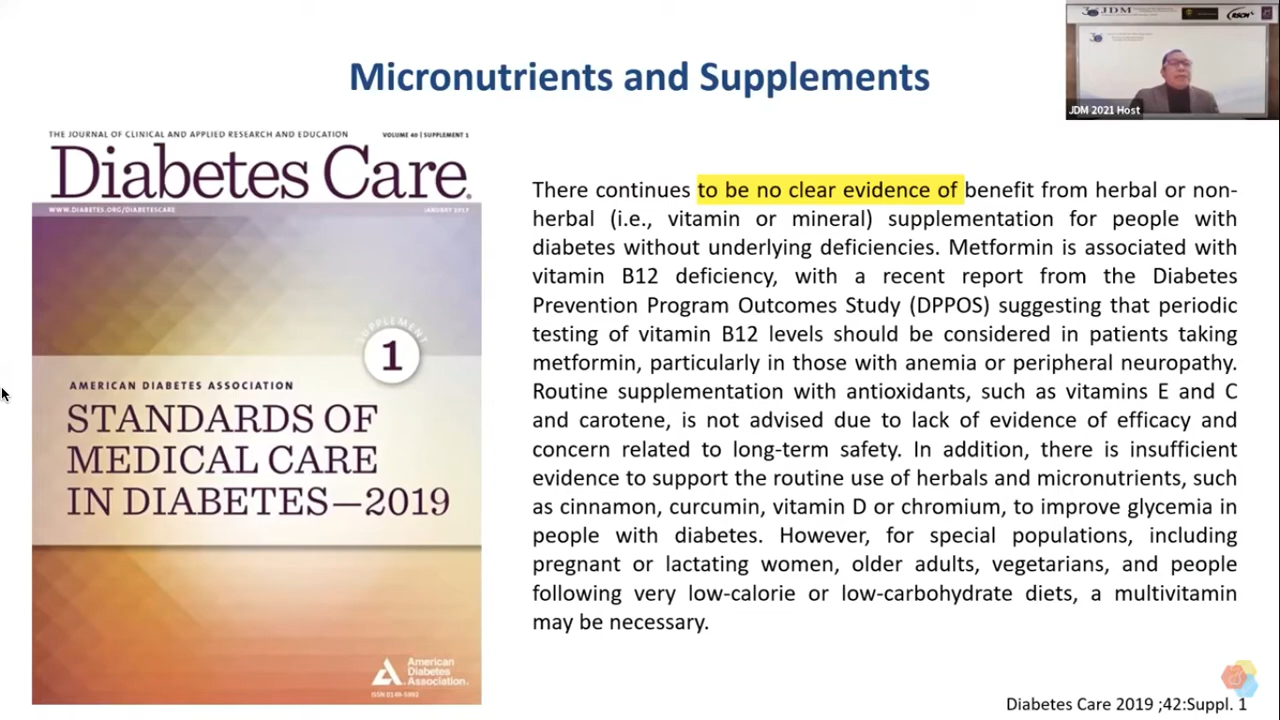 JDM
RSCM
JDM 2021 Host
Micronutrients and Supplements
THE JOURNAL OF CLINICAL AND APPLIED RESEARCH AND EDUCATION
VOLUME 40 | SUPPLEMENT 1
Diabetes Care.
WWW.DIABETES.ORG/DIABETESCARE
JANUARY 2017
SUPPLEMENT
1
AMERICAN DIABETES ASSOCIATION
STANDARDS OF
MEDICAL CARE
IN DIABETES—2019
American
Diabetes
Association.
ISSN 0149-5992
There continues to be no clear evidence of benefit from herbal or non-
herbal (i.e., vitamin or mineral) supplementation for people with
diabetes without underlying deficiencies. Metformin is associated with
vitamin B12 deficiency, with a recent report from the Diabetes
Prevention Program Outcomes Study (DPPOS) suggesting that periodic
testing of vitamin B12 levels should be considered in patients taking
metformin, particularly in those with anemia or peripheral neuropathy.
Routine supplementation with antioxidants, such as vitamins E and C
and carotene, is not advised due to lack of evidence of efficacy and
concern related to long-term safety. In addition, there is insufficient
evidence to support the routine use of herbals and micronutrients, such
as cinnamon, curcumin, vitamin D or chromium, to improve glycemia in
people with diabetes. However, for special populations, including
pregnant or lactating women, older adults, vegetarians, and people
following very low-calorie or low-carbohydrate diets, a multivitamin
may be necessary.
Diabetes Care 2019 ;42:Suppl. 1